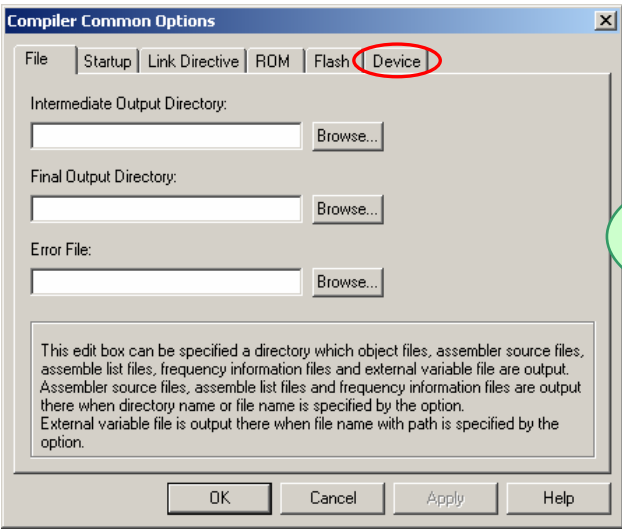 Compiler Common Options
File Startup Link Directive ROM Flash Device
Intermediate Output Directory:
Browse...
Final Output Directory:
Browse...
Error File:
Browse...
This edit box can be specified a directory which object files, assembler source files,
assemble list files, frequency information files and external variable file are output.
Assembler source files, assemble list files and frequency information files are output
there when directory name or file name is specified by the option.
External variable file is output there when file name with path is specified by the
option.
OK Cancel Apply Help